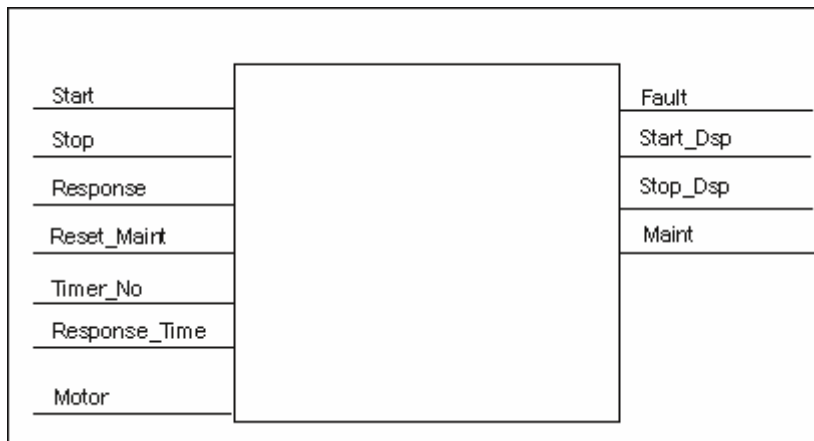 Start
Stop
Response
Reset_Maint
Timer_No
Response_Time
Motor
Fault
Start_Dsp
Stop_Dsp
Maint